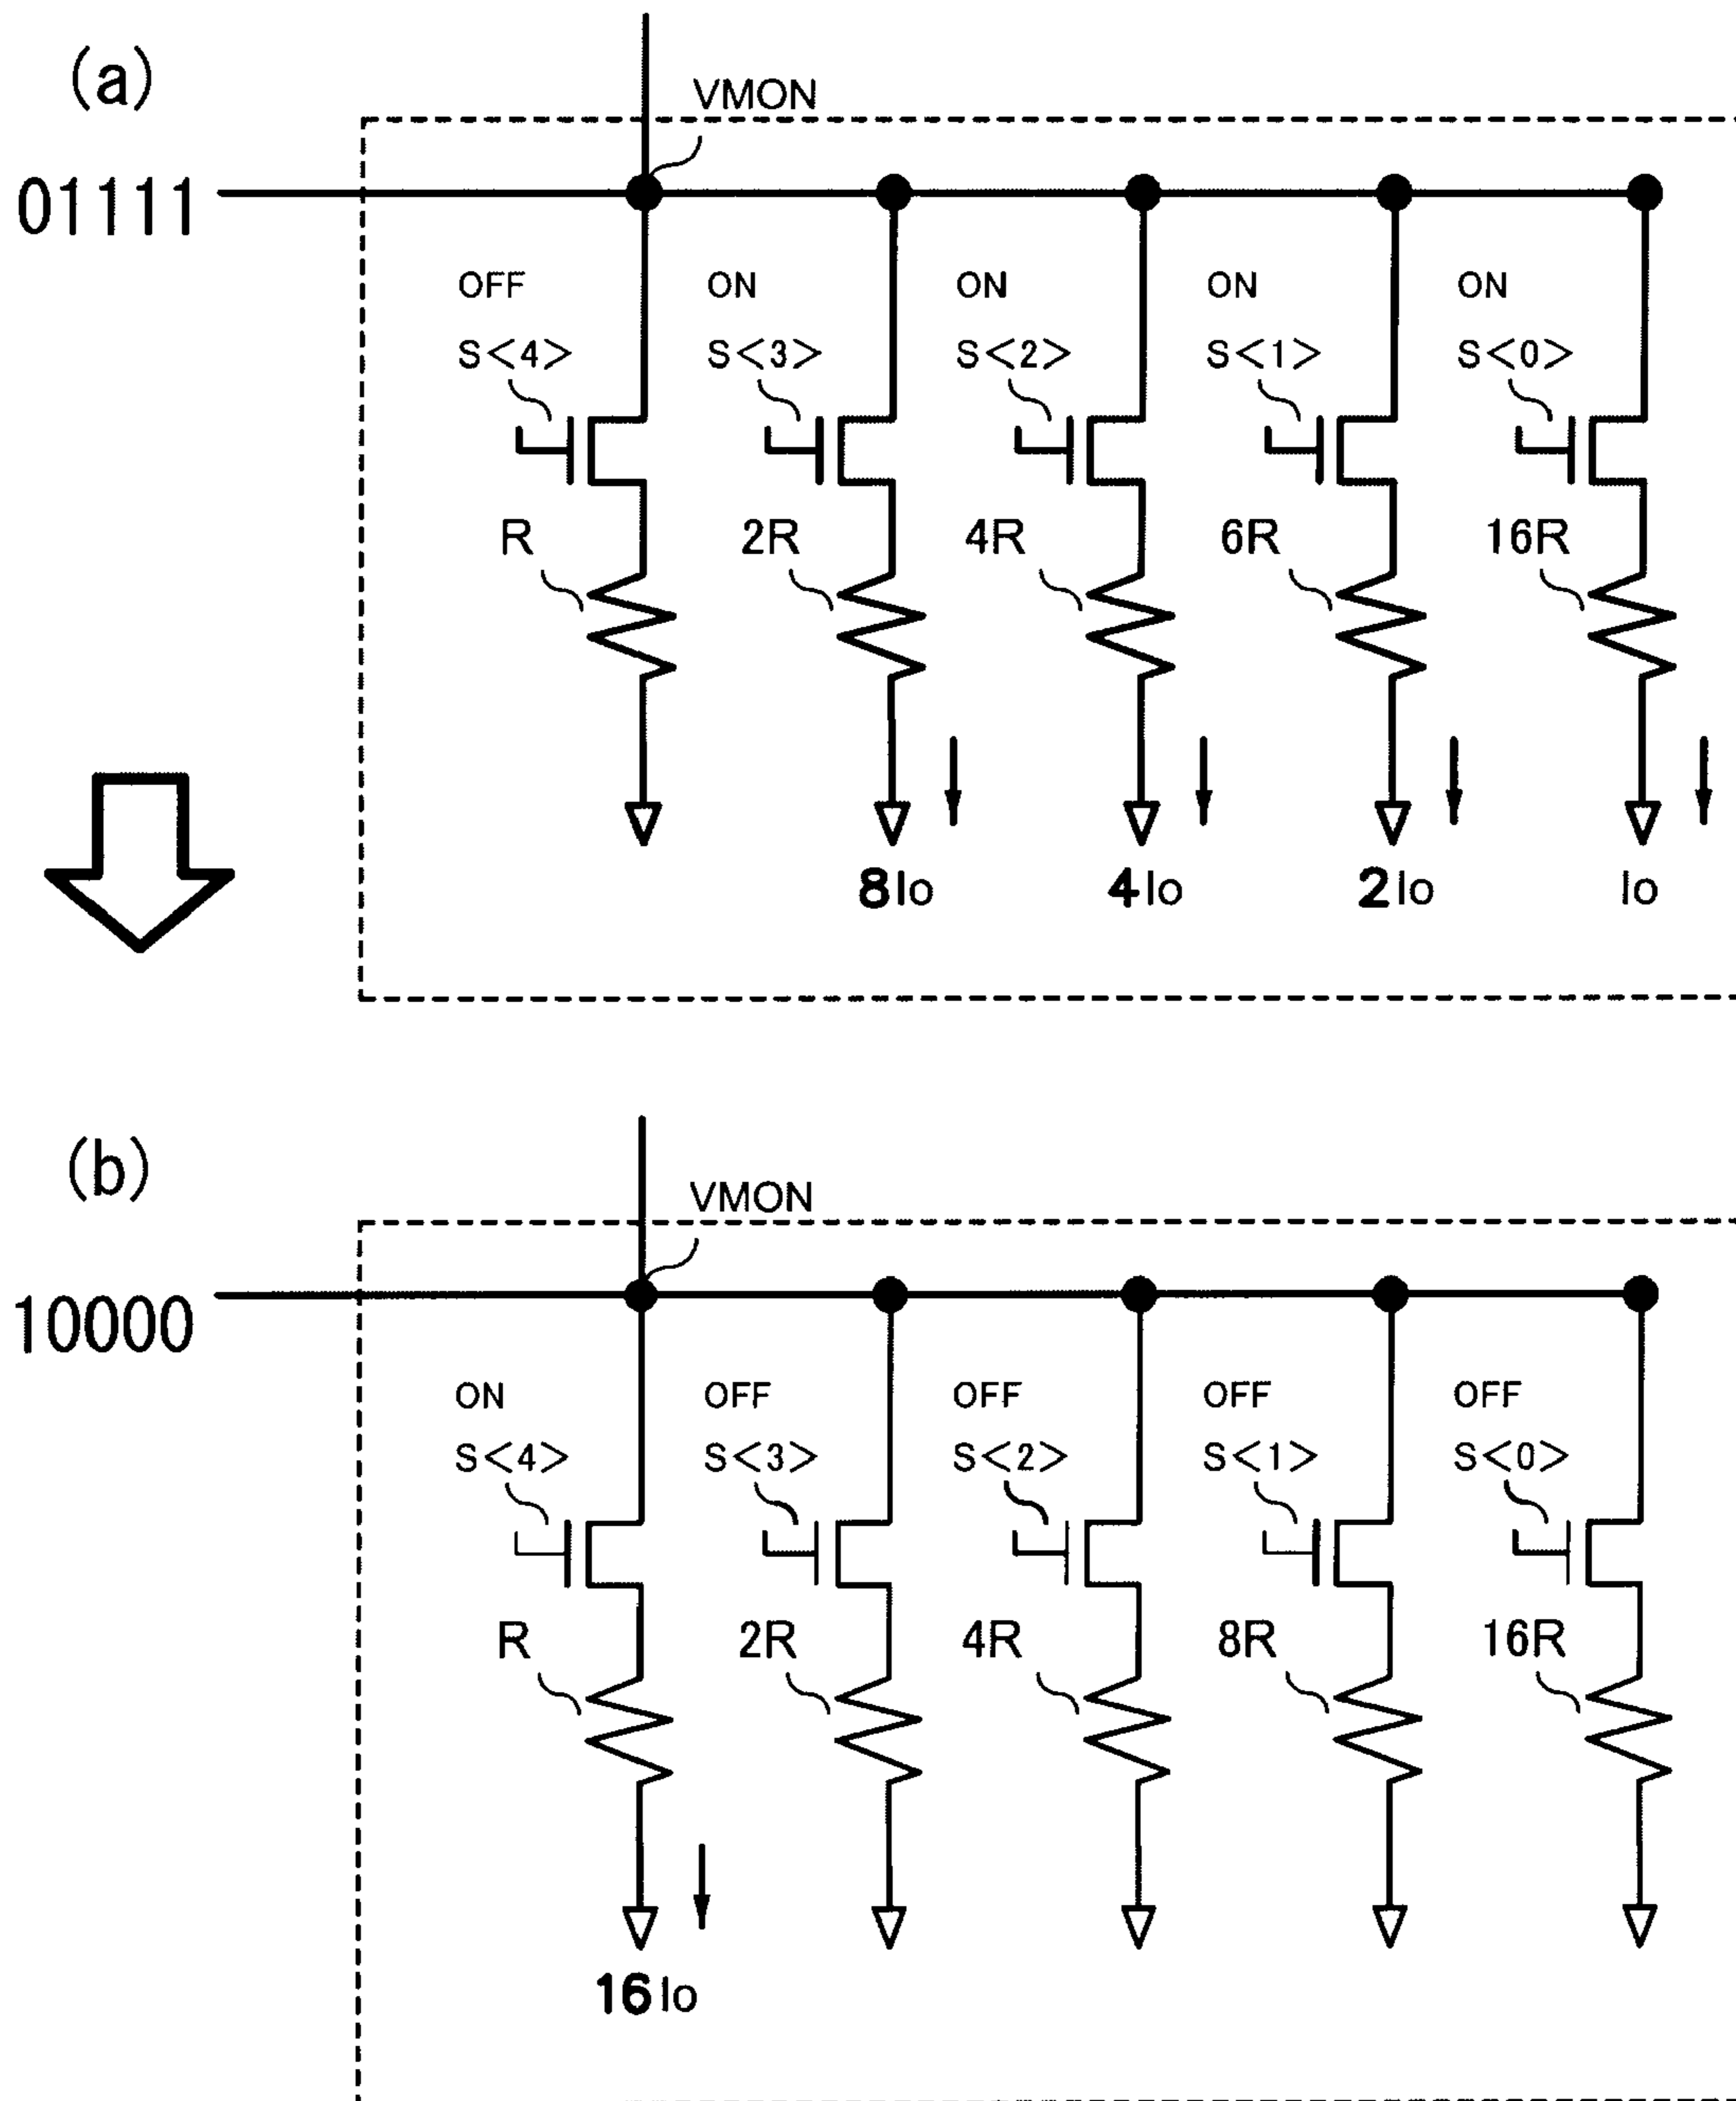 (a)
VMON
01111
OFF ON ON ON ON
S<4> S<3> S<2> S<1> S<0>
R 2R 4R 6R 16R
8Io 4Io 2Io Io
(b)
VMON
10000
ON OFF OFF OFF OFF
S<4> S<3> S<2> S<1> S<0>
R 2R 4R 8R 16R
16Io